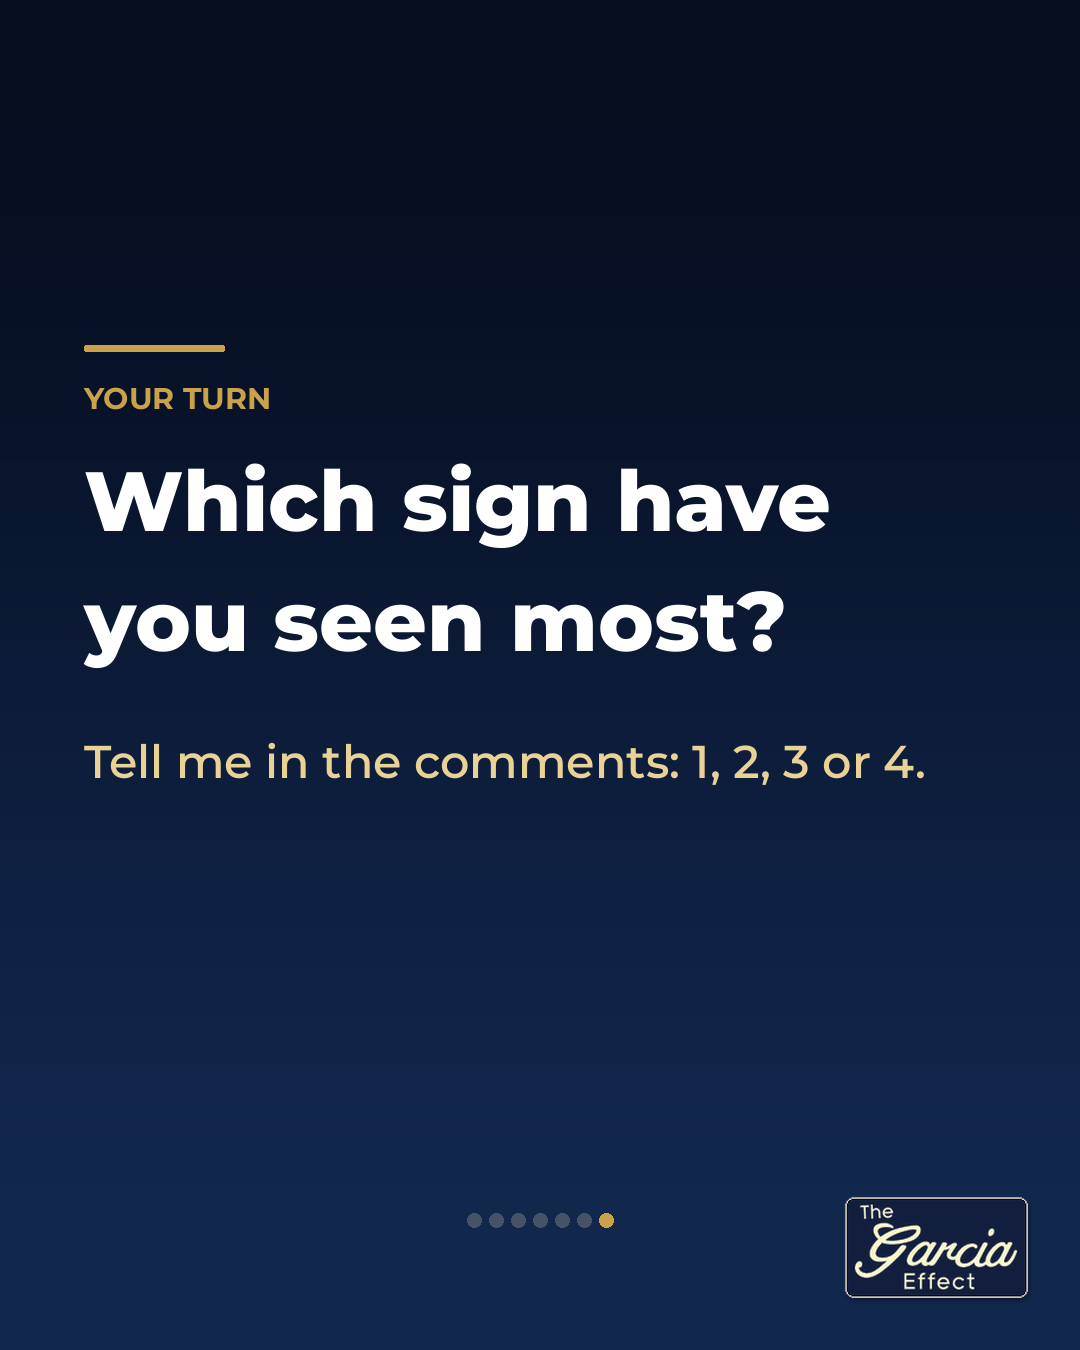 YOUR TURN
Which sign have
you seen most?
Tell me in the comments: 1, 2, 3 or 4.
The
Garcia
Effect